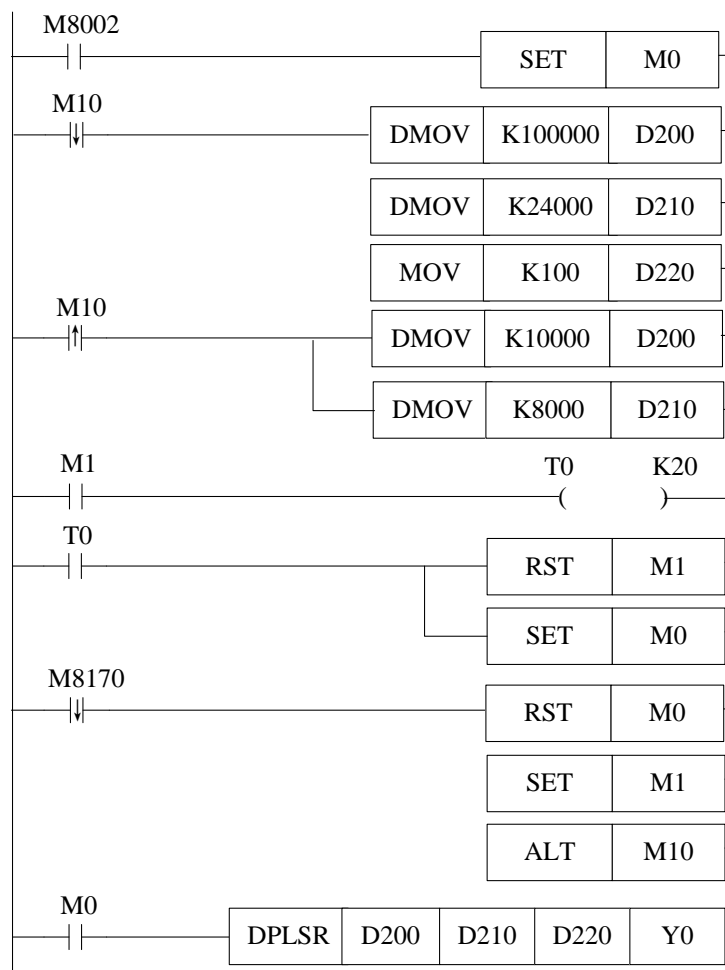 M8002
SET M0
M10
DMOV K100000 D200
DMOV K24000 D210
MOV K100 D220
M10
DMOV K10000 D200
DMOV K8000 D210
M1 T0 K20
T0
RST M1
SET M0
M8170
RST M0
SET M1
ALT M10
M0
DPLSR D200 D210 D220 Y0